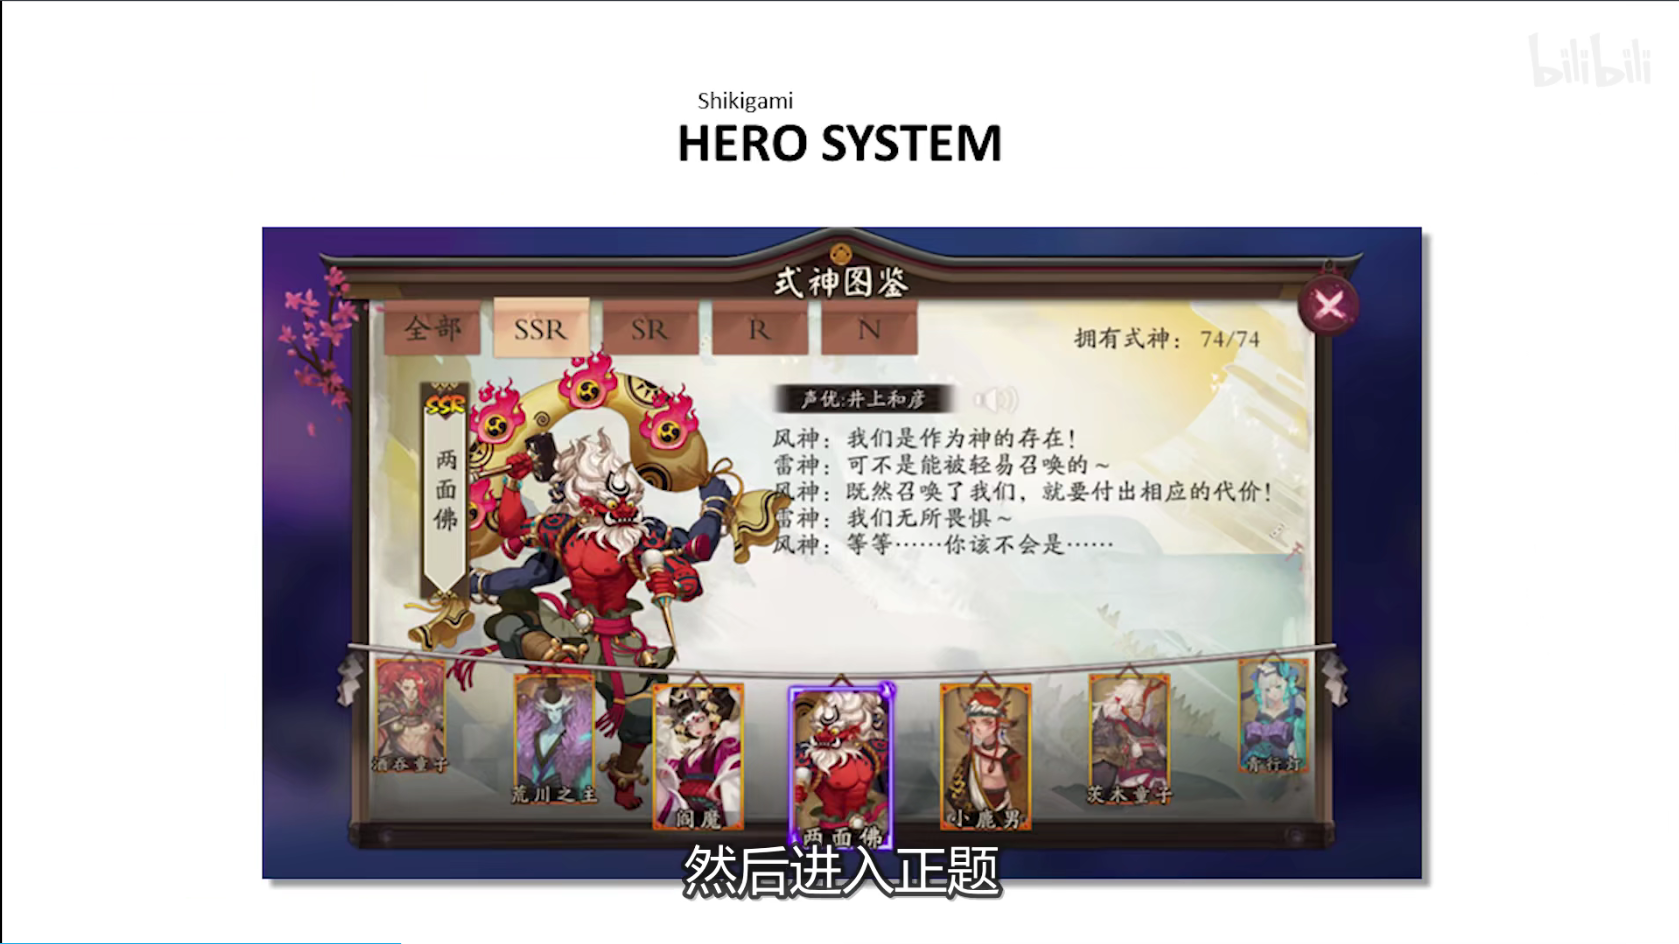 bilibili
Shikigami
HERO SYSTEM
式神图鉴
全部
SSR
SR
R
N
拥有式神：74/74
SSR
两面佛
声优:井上和彦
风神：我们是作为神的存在！
雷神：可不是能被轻易召唤的～
风神：既然召唤了我们，就要付出相应的代价！
雷神：我们无所畏惧～
风神：等等……你该不会是……
酒吞童子
荒川之主
阎魔
两面佛
小鹿男
茨木童子
青行灯
然后进入正题